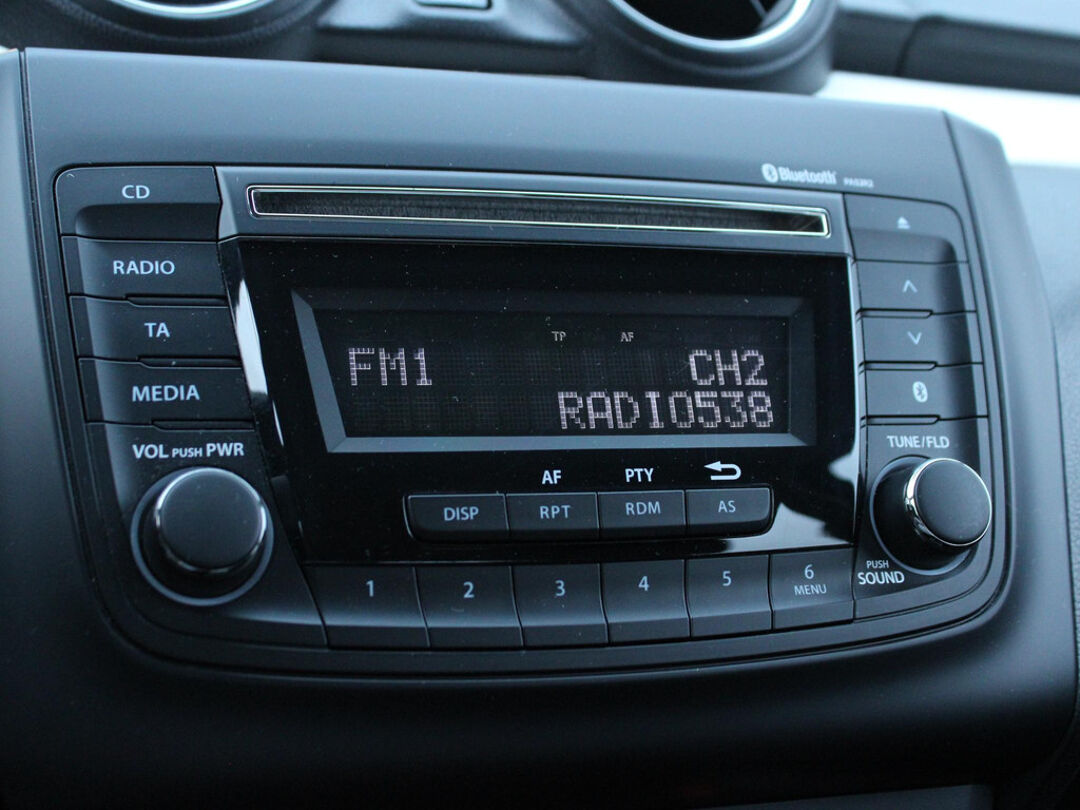 CD
Bluetooth
RADIO
TA
MEDIA
TP AF
FM1 CH2
RADIO538
VOL PUSH PWR
TUNE/FLD
AF PTY
DISP RPT RDM AS
PUSH
SOUND
1 2 3 4 5 6
MENU